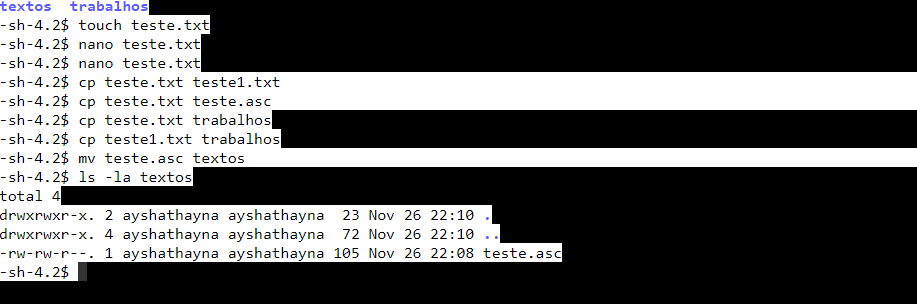 textos  trabalhos
-sh-4.2$ touch teste.txt
-sh-4.2$ nano teste.txt
-sh-4.2$ nano teste.txt
-sh-4.2$ cp teste.txt teste1.txt
-sh-4.2$ cp teste.txt teste.asc
-sh-4.2$ cp teste.txt trabalhos
-sh-4.2$ cp teste1.txt trabalhos
-sh-4.2$ mv teste.asc textos
-sh-4.2$ ls -la textos
total 4
drwxrwxr-x. 2 ayshathayna ayshathayna  23 Nov 26 22:10 .
drwxrwxr-x. 4 ayshathayna ayshathayna  72 Nov 26 22:10 ..
-rw-rw-r--. 1 ayshathayna ayshathayna 105 Nov 26 22:08 teste.asc
-sh-4.2$